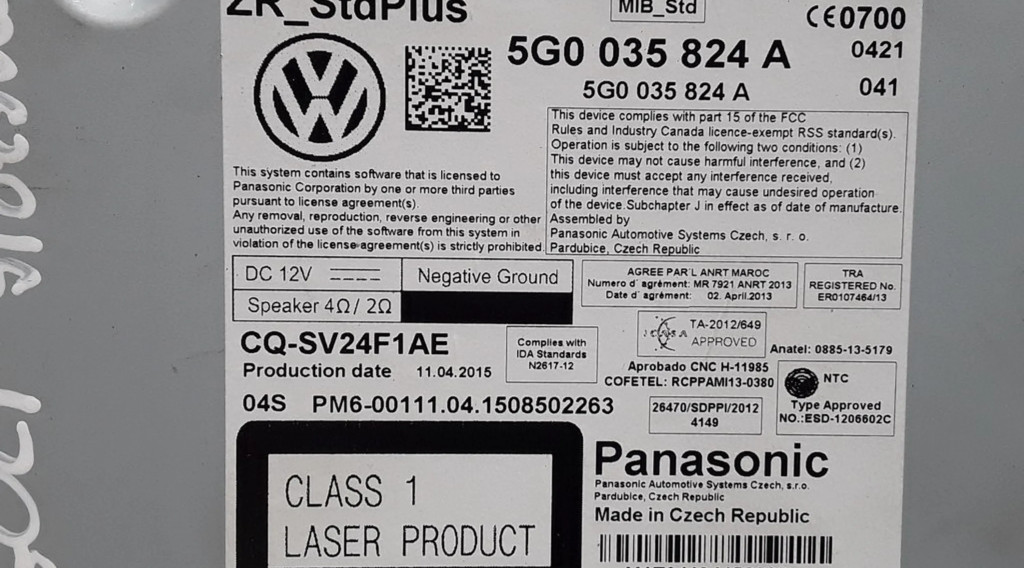 ZR_StdPlus
MIB_Std
CE0700
5G0 035 824 A
0421
5G0 035 824 A
041
This device complies with part 15 of the FCC
Rules and Industry Canada licence-exempt RSS standard(s).
Operation is subject to the following two conditions: (1)
This device may not cause harmful interference, and (2)
this device must accept any interference received,
including interference that may cause undesired operation
of the device.Subchapter J in effect as of date of manufacture.
Assembled by
Panasonic Automotive Systems Czech, s. r. o.
Pardubice, Czech Republic
This system contains software that is licensed to
Panasonic Corporation by one or more third parties
pursuant to license agreement(s).
Any removal, reproduction, reverse engineering or other
unauthorized use of the software from this system in
violation of the license-agreement(s) is strictly prohibited.
DC 12V
Negative Ground
Speaker 4Ω/ 2Ω
AGREE PAR'L ANRT MAROC
Numero d' agrément: MR 7921 ANRT 2013
Date d' agrément: 02. April.2013
TRA
REGISTERED No.
ER0107464/13
CQ-SV24F1AE
Production date 11.04.2015
Complies with
IDA Standards
N2617-12
TA-2012/649
APPROVED
Anatel: 0885-13-5179
Aprobado CNC H-11985
COFETEL: RCPPAMI13-0380
NTC
Type Approved
NO.:ESD-1206602C
04S PM6-00111.04.1508502263
26470/SDPPI/2012
4149
CLASS 1
LASER PRODUCT
Panasonic
Panasonic Automotive Systems Czech, s.r.o.
Pardubice, Czech Republic
Made in Czech Republic